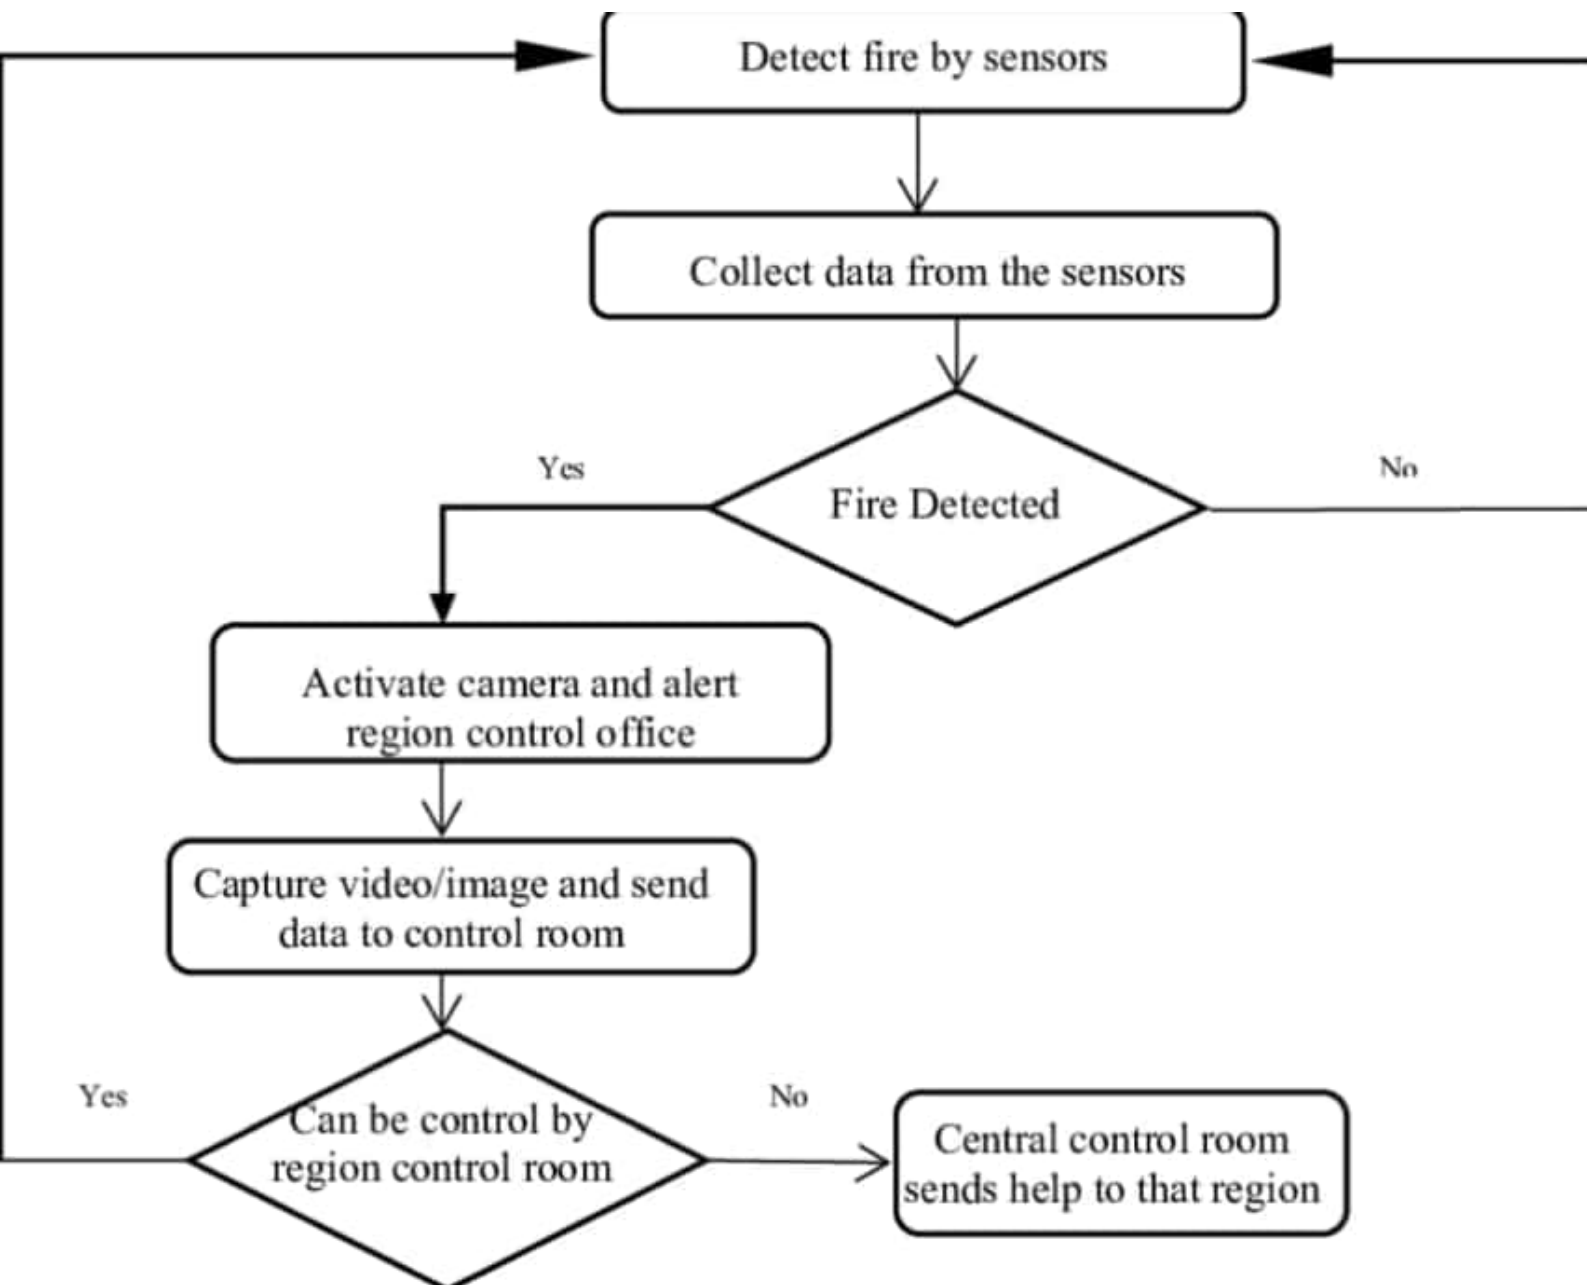 Detect fire by sensors
Collect data from the sensors
Yes
No
Fire Detected
Activate camera and alert
region control office
Capture video/image and send
data to control room
Yes
No
Can be control by
region control room
Central control room
sends help to that region